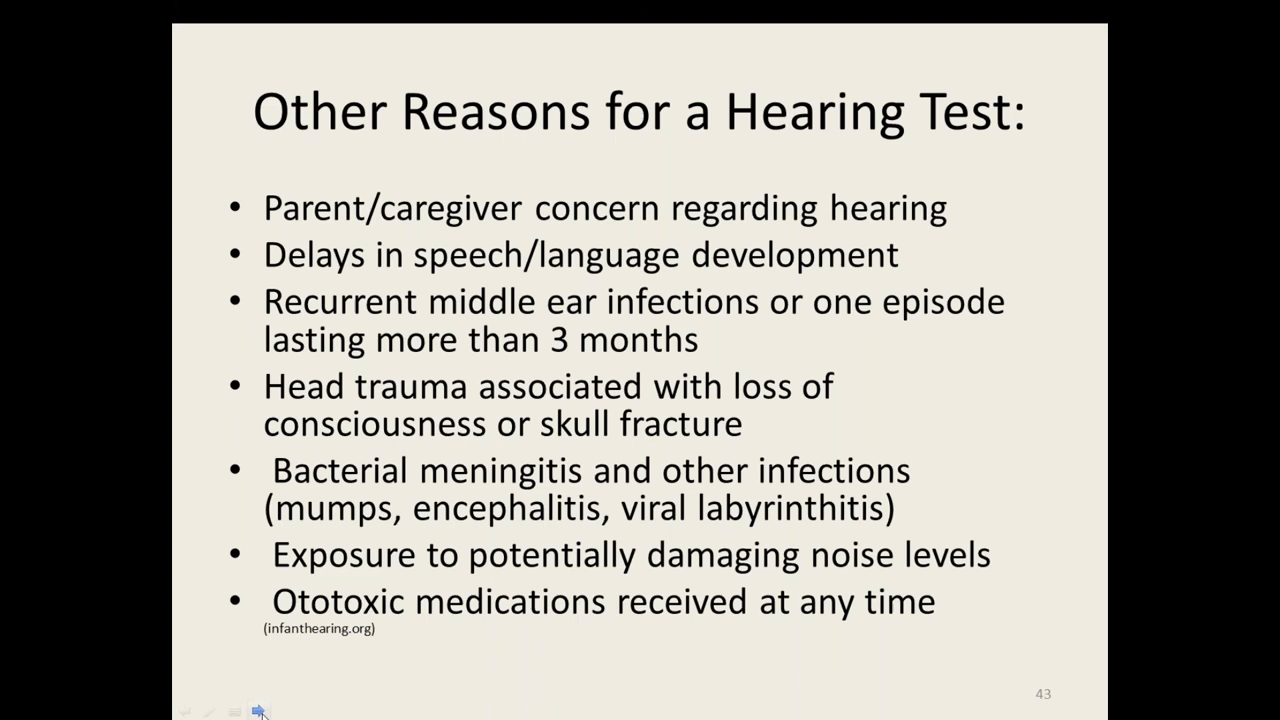 Other Reasons for a Hearing Test:
• Parent/caregiver concern regarding hearing
• Delays in speech/language development
• Recurrent middle ear infections or one episode
lasting more than 3 months
• Head trauma associated with loss of
consciousness or skull fracture
• Bacterial meningitis and other infections
(mumps, encephalitis, viral labyrinthitis)
• Exposure to potentially damaging noise levels
• Ototoxic medications received at any time
(infanthearing.org)
43